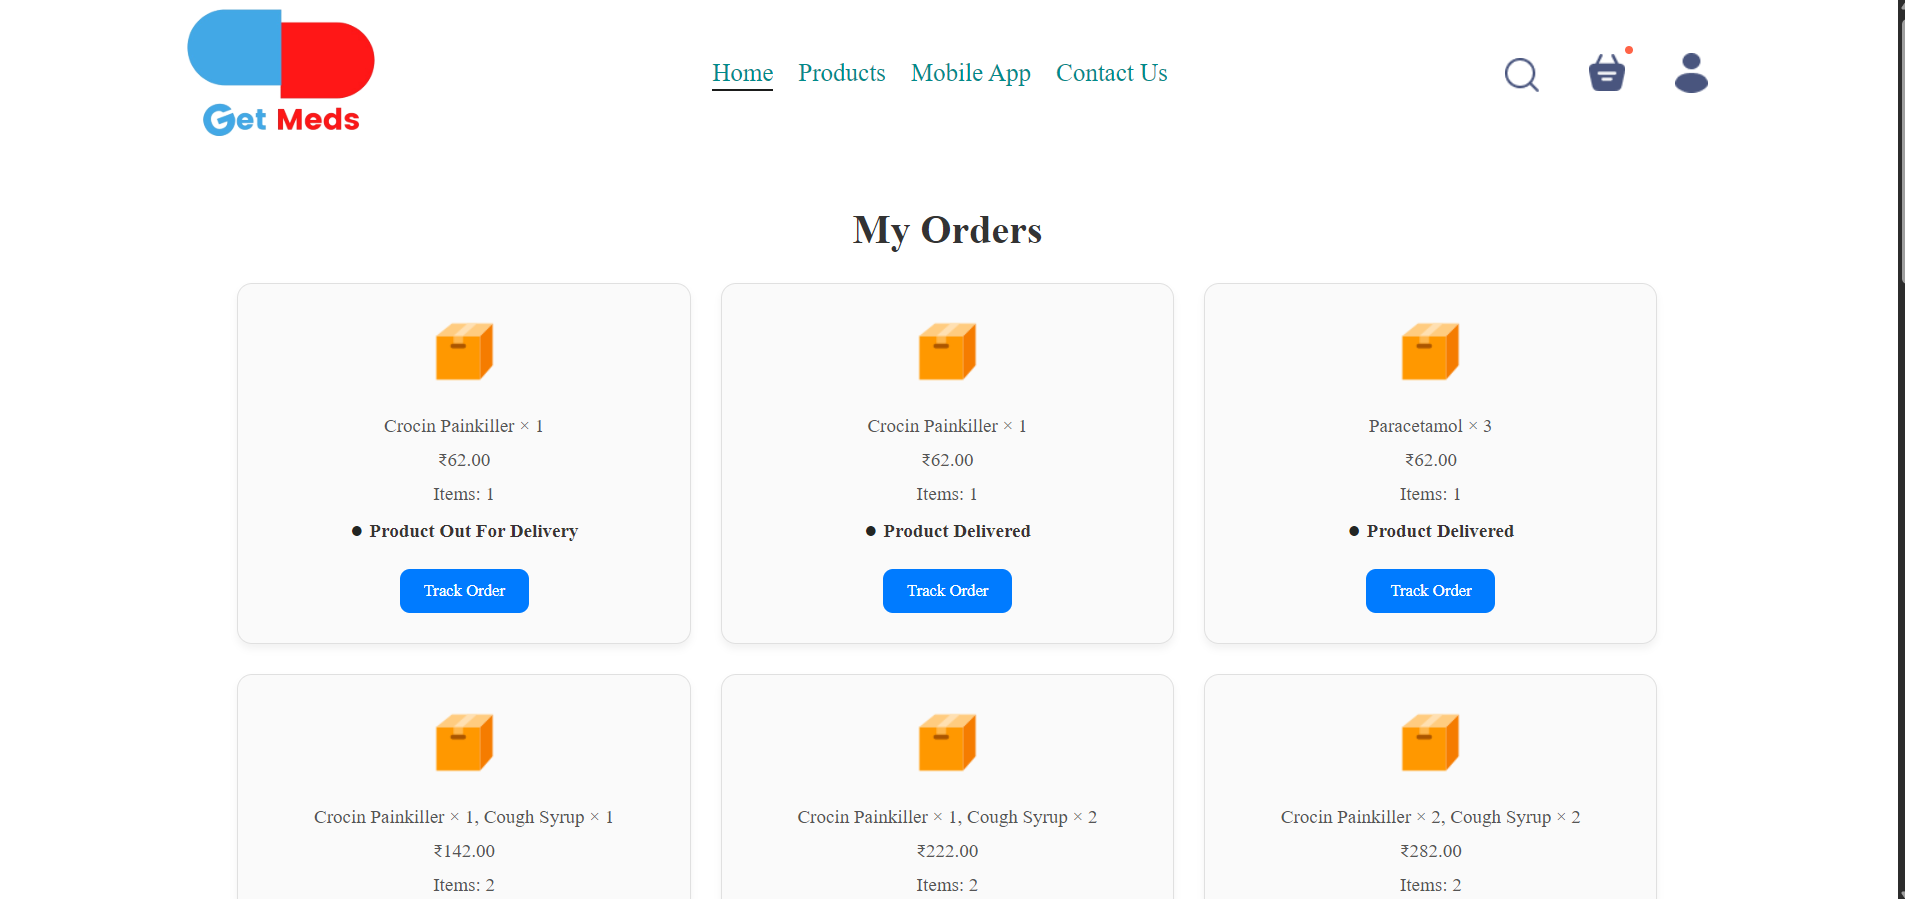 Get Meds
Home Products Mobile App Contact Us
My Orders
Crocin Painkiller × 1
₹62.00
Items: 1
● Product Out For Delivery
Track Order
Crocin Painkiller × 1
₹62.00
Items: 1
● Product Delivered
Track Order
Paracetamol × 3
₹62.00
Items: 1
● Product Delivered
Track Order
Crocin Painkiller × 1, Cough Syrup × 1
₹142.00
Items: 2
Crocin Painkiller × 1, Cough Syrup × 2
₹222.00
Items: 2
Crocin Painkiller × 2, Cough Syrup × 2
₹282.00
Items: 2